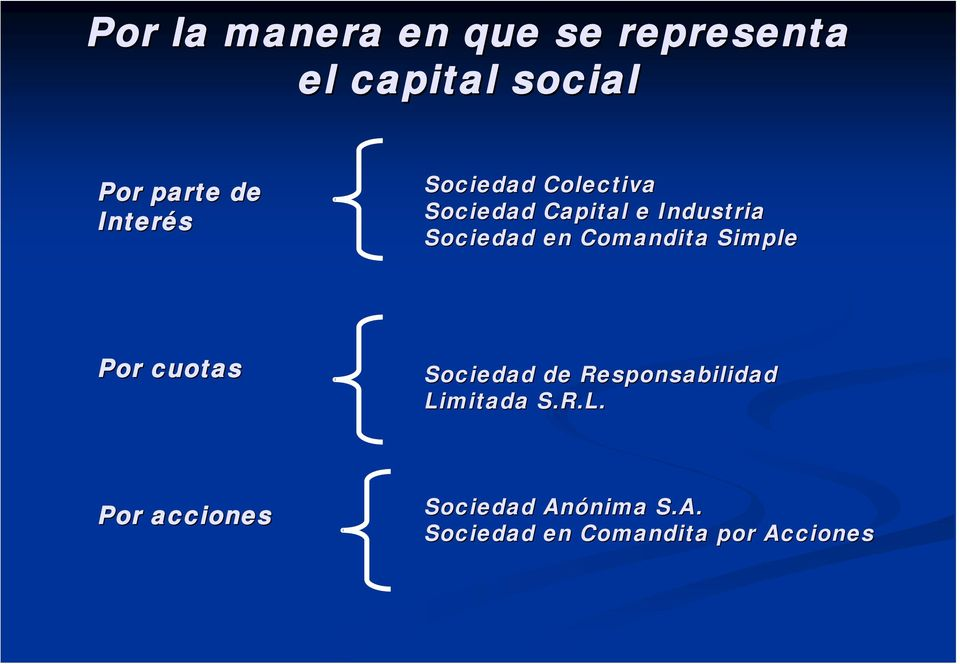 Por la manera en que se representa
el capital social
Por parte de
Interés
Sociedad Colectiva
Sociedad Capital e Industria
Sociedad en Comandita Simple
Por cuotas
Sociedad de Responsabilidad
Limitada S.R.L.
Por acciones
Sociedad Anónima S.A.
Sociedad en Comandita por Acciones